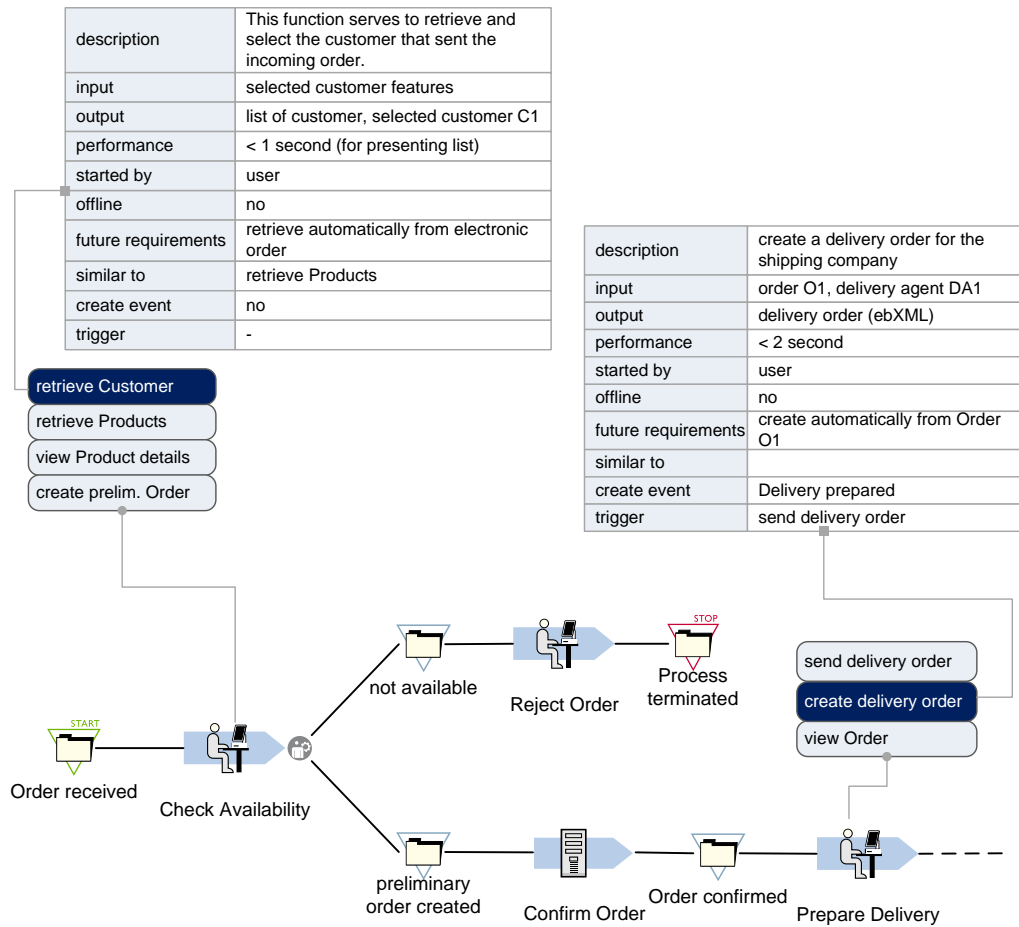 description
This function serves to retrieve and
select the customer that sent the
incoming order.
input
selected customer features
output
list of customer, selected customer C1
performance
< 1 second (for presenting list)
started by
user
offline
no
future requirements
retrieve automatically from electronic
order
similar to
retrieve Products
create event
no
trigger
-
description
create a delivery order for the
shipping company
input
order O1, delivery agent DA1
output
delivery order (ebXML)
performance
< 2 second
started by
user
offline
no
future requirements
create automatically from Order
O1
similar to
create event
Delivery prepared
trigger
send delivery order
retrieve Customer
retrieve Products
view Product details
create prelim. Order
send delivery order
create delivery order
view Order
START
Order received
Check Availability
not available
Reject Order
STOP
Process
terminated
preliminary
order created
Confirm Order
Order confirmed
Prepare Delivery